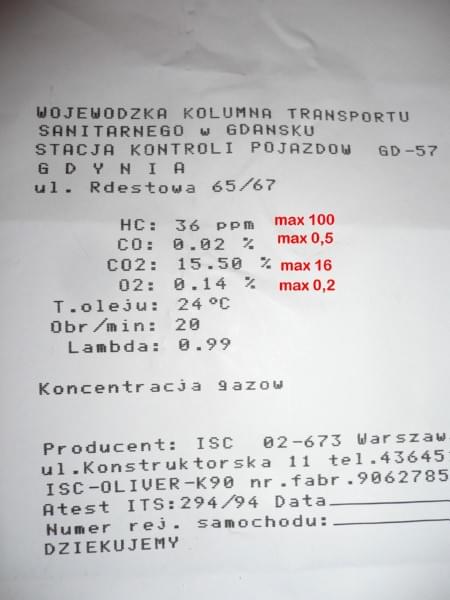 WOJEWODZKA KOLUMNA TRANSPORTU
SANITARNEGO w GDANSKU
STACJA KONTROLI POJAZDOW GD-57
G D Y N I A
ul. Rdestowa 65/67
HC: 36 ppm max 100
CO: 0.02 % max 0,5
CO2: 15.50 % max 16
O2: 0.14 % max 0,2
T.oleju: 24°C
Obr/min: 20
Lambda: 0.99
Koncentracja gazow
Producent: ISC 02-673 Warszaw
ul.Konstruktorska 11 tel.43645
ISC-OLIVER-K90 nr.fabr.9062785
Atest ITS:294/94 Data
Numer rej. samochodu:
DZIEKUJEMY